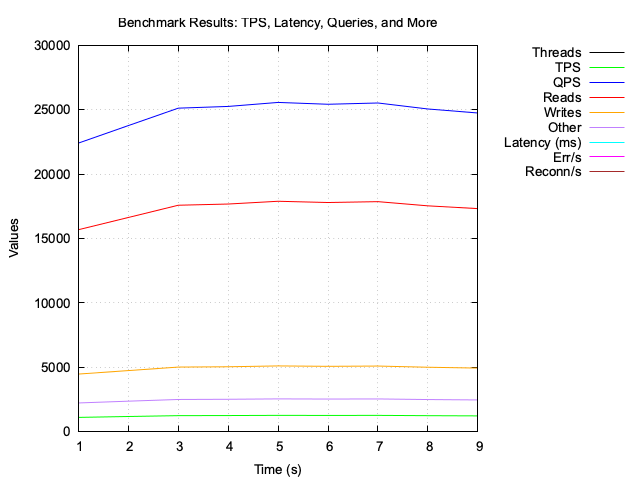 Benchmark Results: TPS, Latency, Queries, and More
30000
25000
20000
15000
10000
5000
0
Values
1 2 3 4 5 6 7 8 9
Time (s)
Threads
TPS
QPS
Reads
Writes
Other
Latency (ms)
Err/s
Reconn/s